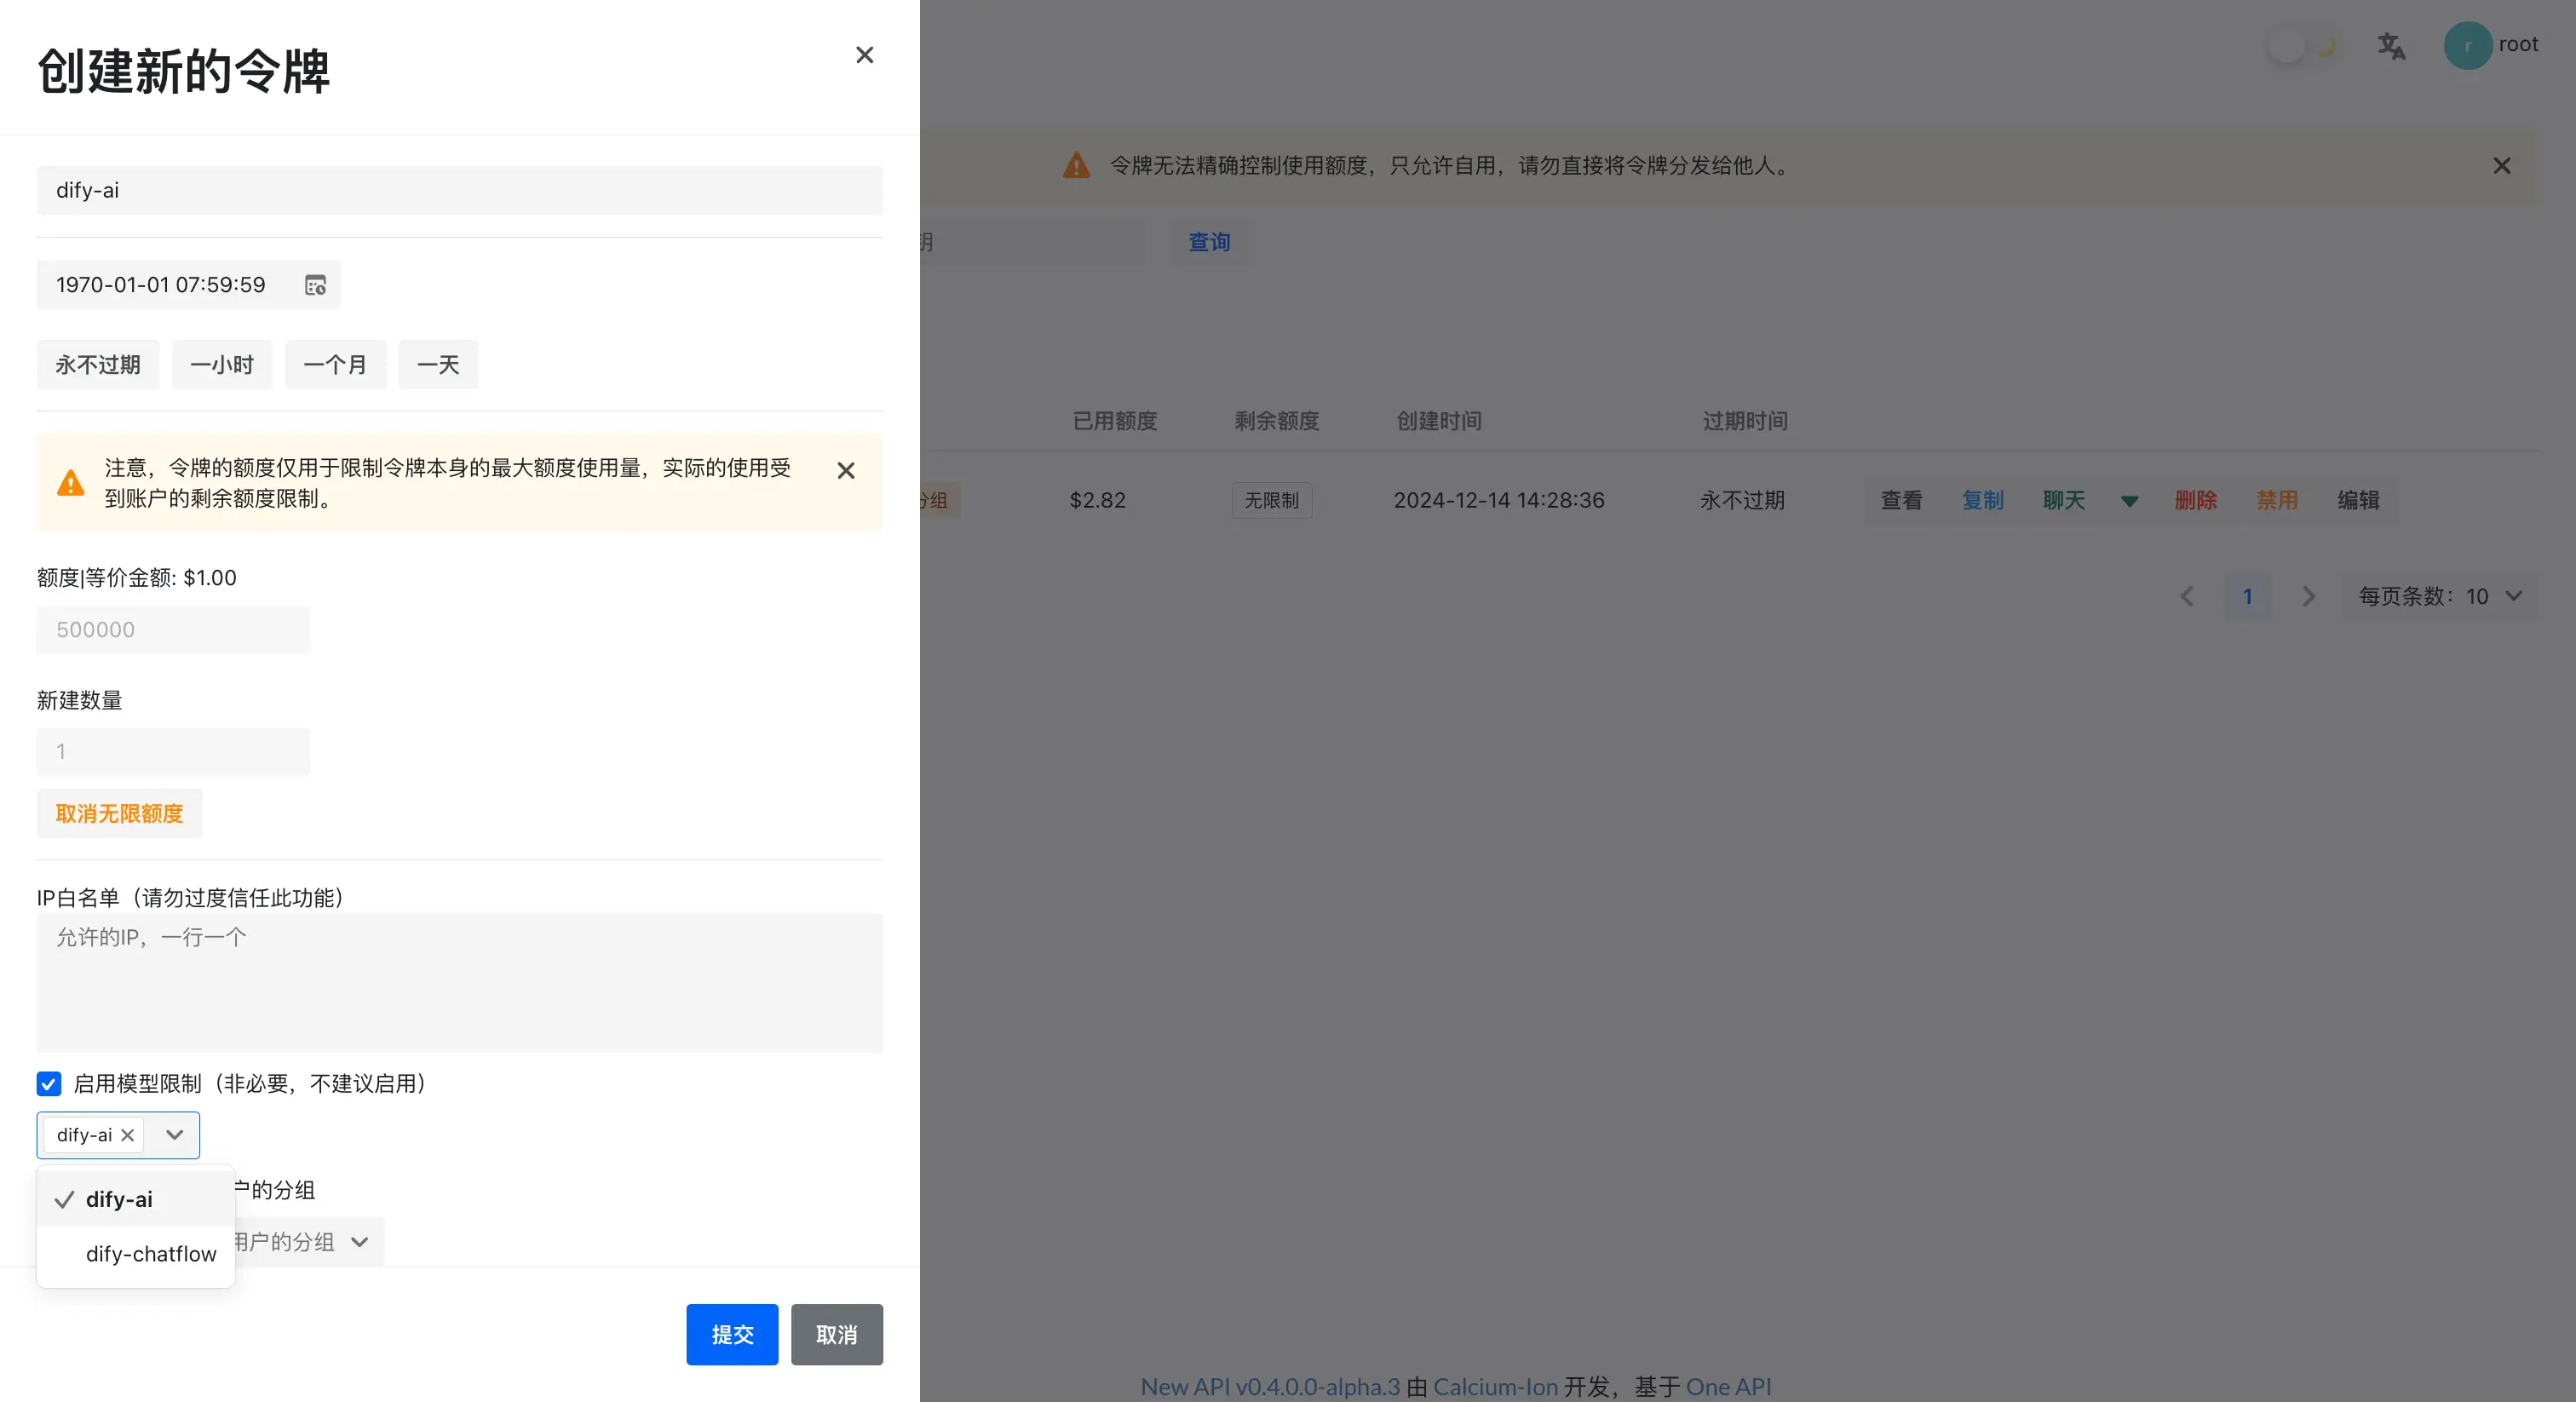 创建新的令牌
dify-ai
1970-01-01 07:59:59
永不过期 一小时 一个月 一天
注意，令牌的额度仅用于限制令牌本身的最大额度使用量，实际的使用受
到账户的剩余额度限制。
额度|等价金额: $1.00
500000
新建数量
1
取消无限额度
IP白名单（请勿过度信任此功能）
允许的IP，一行一个
启用模型限制（非必要，不建议启用）
dify-ai
dify-ai
dify-chatflow
户的分组
用户的分组
提交 取消
r root
令牌无法精确控制使用额度，只允许自用，请勿直接将令牌分发给他人。
查询
已用额度 剩余额度 创建时间 过期时间
分组 $2.82 无限制 2024-12-14 14:28:36 永不过期 查看 复制 聊天 删除 禁用 编辑
1 每页条数：10
New API v0.4.0.0-alpha.3 由 Calcium-Ion 开发，基于 One API